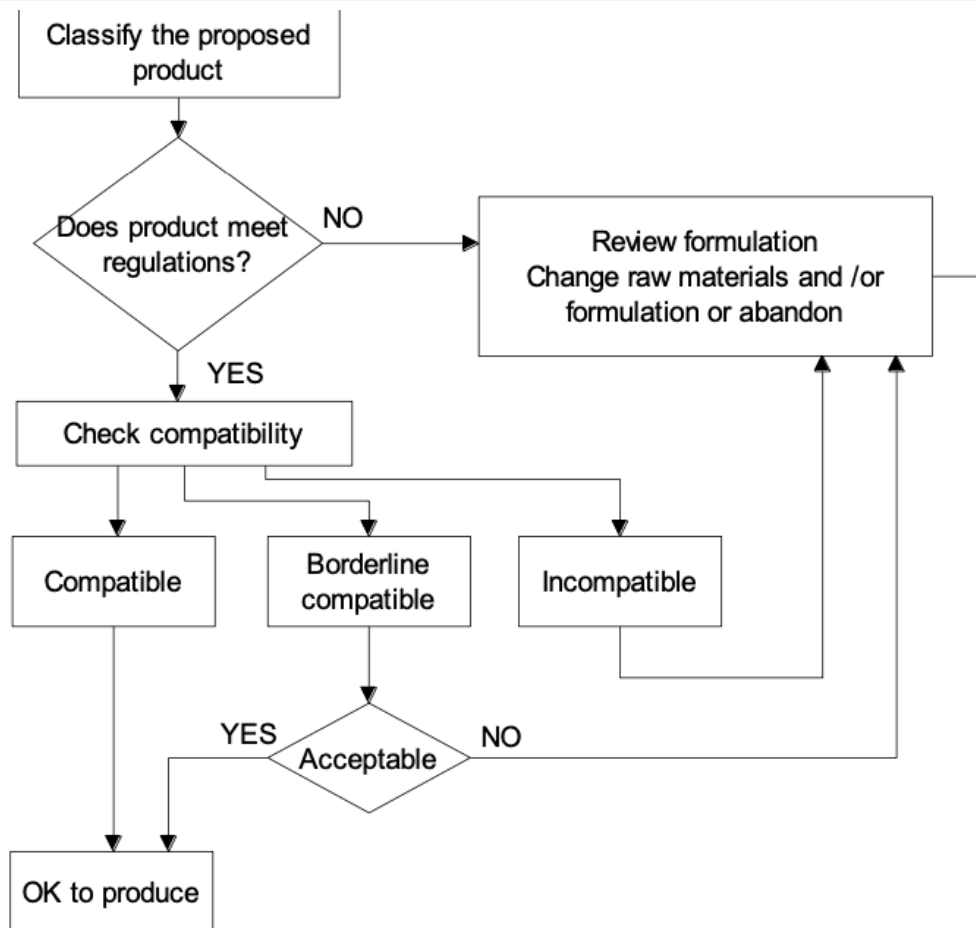 Classify the proposed
product
Does product meet
regulations?
NO
Review formulation
Change raw materials and /or
formulation or abandon
YES
Check compatibility
Compatible
Borderline
compatible
Incompatible
YES
Acceptable
NO
OK to produce